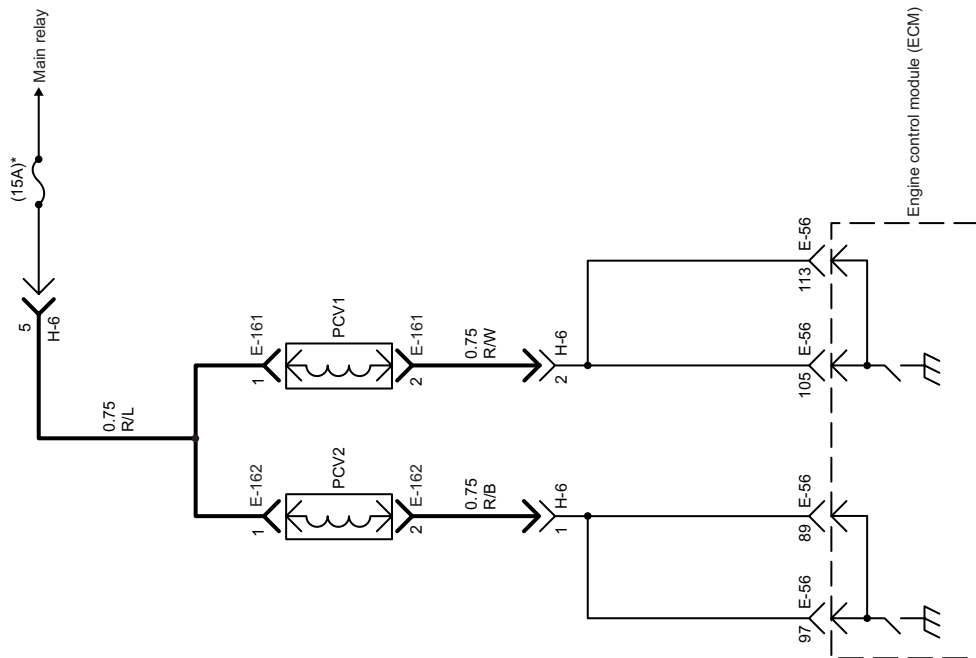 Main relay
(15A)*
5
H-6
0.75
R/L
1
E-162
PCV2
2
E-162
0.75
R/B
1
H-6
1
E-161
PCV1
2
E-161
0.75
R/W
2
H-6
97
E-56
89
E-56
105
E-56
113
E-56
Engine control module (ECM)